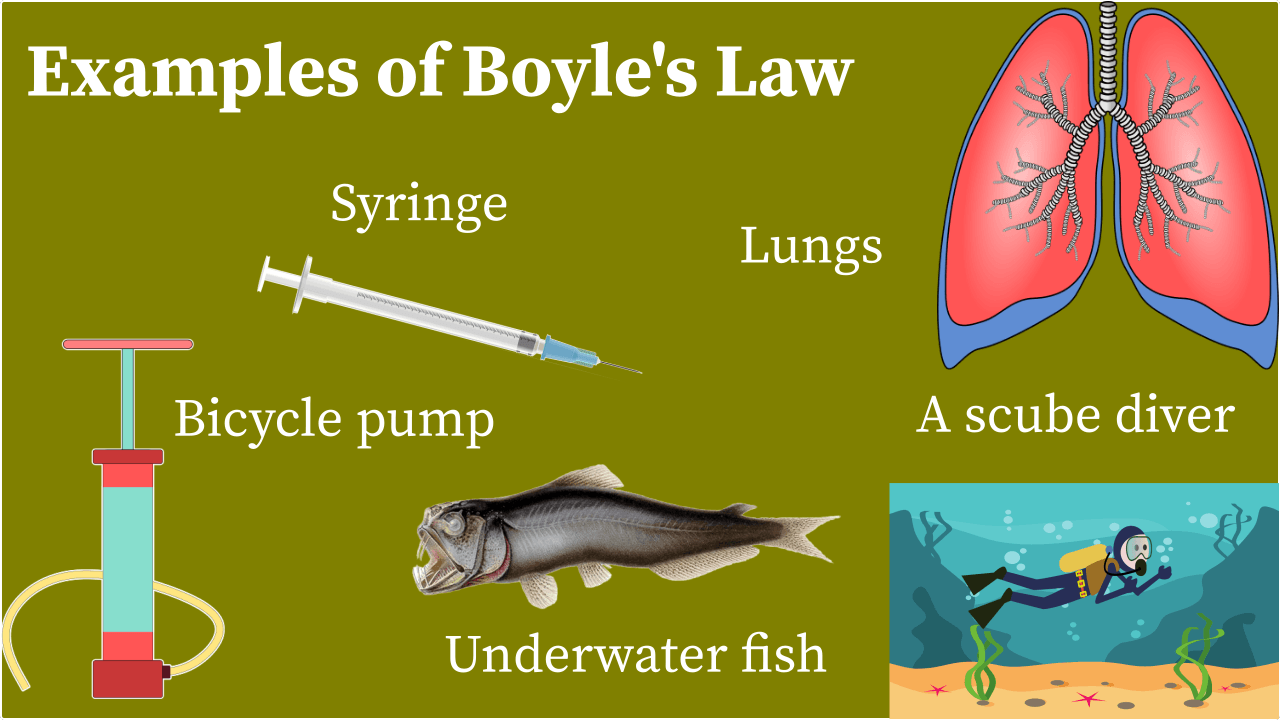 Examples of Boyle's Law
Syringe
Lungs
Bicycle pump
A scube diver
Underwater fish